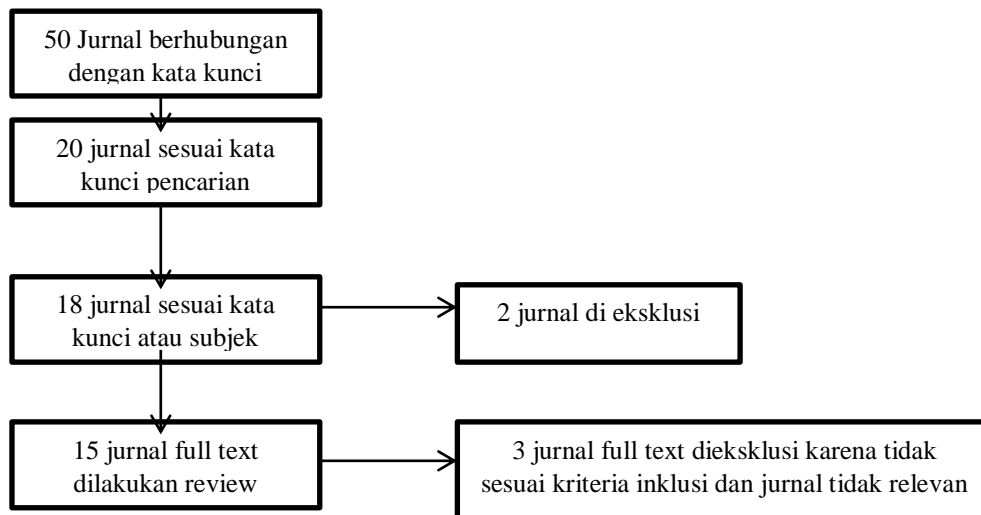 50 Jurnal berhubungan
dengan kata kunci
20 jurnal sesuai kata
kunci pencarian
18 jurnal sesuai kata
kunci atau subjek
2 jurnal di eksklusi
15 jurnal full text
dilakukan review
3 jurnal full text dieksklusi karena tidak
sesuai kriteria inklusi dan jurnal tidak relevan